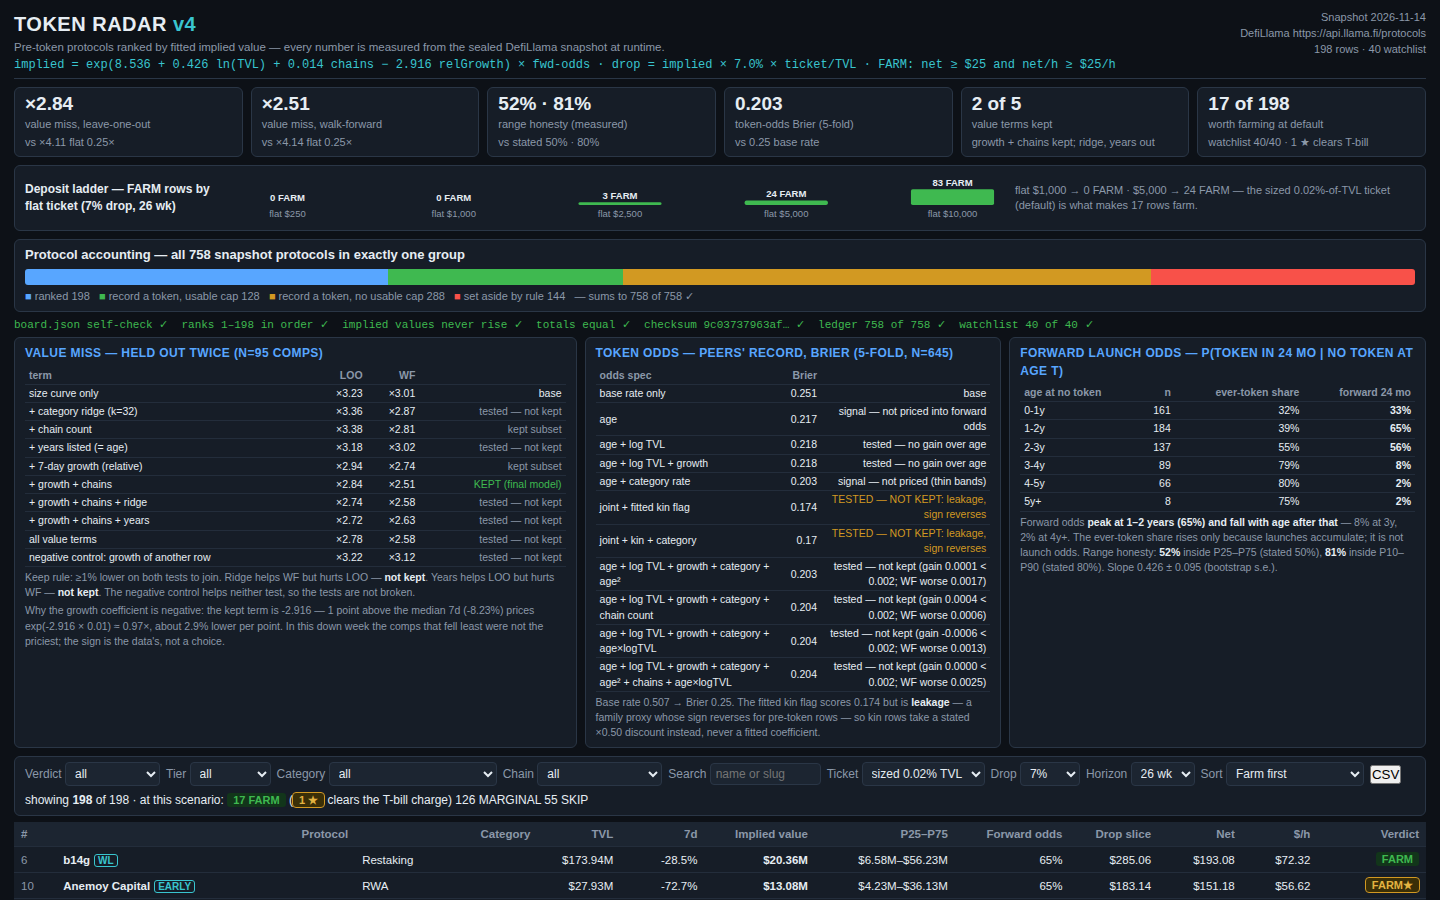 TOKEN RADAR v4
Pre-token protocols ranked by fitted implied value — every number is measured from the sealed DefiLlama snapshot at runtime.
implied = exp(8.536 + 0.426 ln(TVL) + 0.014 chains − 2.916 relGrowth) × fwd-odds · drop = implied × 7.0% × ticket/TVL · FARM: net ≥ $25 and net/h ≥ $25/h
Snapshot 2026-11-14
DefiLlama https://api.llama.fi/protocols
198 rows · 40 watchlist
×2.84
value miss, leave-one-out
vs ×4.11 flat 0.25×
×2.51
value miss, walk-forward
vs ×4.14 flat 0.25×
52% · 81%
range honesty (measured)
vs stated 50% · 80%
0.203
token-odds Brier (5-fold)
vs 0.25 base rate
2 of 5
value terms kept
growth + chains kept; ridge, years out
17 of 198
worth farming at default
watchlist 40/40 · 1 ★ clears T-bill
Deposit ladder — FARM rows by
flat ticket (7% drop, 26 wk)
0 FARM
flat $250
0 FARM
flat $1,000
3 FARM
flat $2,500
24 FARM
flat $5,000
83 FARM
flat $10,000
flat $1,000 → 0 FARM · $5,000 → 24 FARM — the sized 0.02%-of-TVL ticket
(default) is what makes 17 rows farm.
Protocol accounting — all 758 snapshot protocols in exactly one group
■ ranked 198 ■ record a token, usable cap 128 ■ record a token, no usable cap 288 ■ set aside by rule 144 — sums to 758 of 758 ✓
board.json self-check ✓ ranks 1–198 in order ✓ implied values never rise ✓ totals equal ✓ checksum 9c03737963af… ✓ ledger 758 of 758 ✓ watchlist 40 of 40 ✓
VALUE MISS — HELD OUT TWICE (N=95 COMPS)
term LOO WF
size curve only ×3.23 ×3.01 base
+ category ridge (k=32) ×3.36 ×2.87 tested — not kept
+ chain count ×3.38 ×2.81 kept subset
+ years listed (= age) ×3.18 ×3.02 tested — not kept
+ 7-day growth (relative) ×2.94 ×2.74 kept subset
+ growth + chains ×2.84 ×2.51 KEPT (final model)
+ growth + chains + ridge ×2.74 ×2.58 tested — not kept
+ growth + chains + years ×2.72 ×2.63 tested — not kept
all value terms ×2.78 ×2.58 tested — not kept
negative control: growth of another row ×3.22 ×3.12 tested — not kept
Keep rule: ≥1% lower on both tests to join. Ridge helps WF but hurts LOO — not kept. Years helps LOO but hurts
WF — not kept. The negative control helps neither test, so the tests are not broken.
Why the growth coefficient is negative: the kept term is -2.916 — 1 point above the median 7d (-8.23%) prices
exp(-2.916 × 0.01) = 0.97×, about 2.9% lower per point. In this down week the comps that fell least were not the
priciest; the sign is the data's, not a choice.
TOKEN ODDS — PEERS' RECORD, BRIER (5-FOLD, N=645)
odds spec Brier
base rate only 0.251 base
age 0.217 signal — not priced into forward
odds
age + log TVL 0.218 tested — no gain over age
age + log TVL + growth 0.218 tested — no gain over age
age + category rate 0.203 signal — not priced (thin bands)
joint + fitted kin flag 0.174 TESTED — NOT KEPT: leakage,
sign reverses
joint + kin + category 0.17 TESTED — NOT KEPT: leakage,
sign reverses
age + log TVL + growth + category + 0.203 tested — not kept (gain 0.0001 <
age² 0.002; WF worse 0.0017)
age + log TVL + growth + category + 0.204 tested — not kept (gain 0.0004 <
chain count 0.002; WF worse 0.0006)
age + log TVL + growth + category + 0.204 tested — not kept (gain -0.0006 <
age×logTVL 0.002; WF worse 0.0013)
age + log TVL + growth + category + 0.204 tested — not kept (gain 0.0000 <
age² + chains + age×logTVL 0.002; WF worse 0.0025)
Base rate 0.507 → Brier 0.25. The fitted kin flag scores 0.174 but is leakage — a
family proxy whose sign reverses for pre-token rows — so kin rows take a stated
×0.50 discount instead, never a fitted coefficient.
FORWARD LAUNCH ODDS — P(TOKEN IN 24 MO | NO TOKEN AT
AGE T)
age at no token n ever-token share forward 24 mo
0-1y 161 32% 33%
1-2y 184 39% 65%
2-3y 137 55% 56%
3-4y 89 79% 8%
4-5y 66 80% 2%
5y+ 8 75% 2%
Forward odds peak at 1–2 years (65%) and fall with age after that — 8% at 3y,
2% at 4y+. The ever-token share rises only because launches accumulate; it is not
launch odds. Range honesty: 52% inside P25–P75 (stated 50%), 81% inside P10–
P90 (stated 80%). Slope 0.426 ± 0.095 (bootstrap s.e.).
Verdict all Tier all Category all Chain all Search name or slug Ticket sized 0.02% TVL Drop 7% Horizon 26 wk Sort Farm first CSV
showing 198 of 198 · at this scenario: 17 FARM (1 ★ clears the T-bill charge) 126 MARGINAL 55 SKIP
# Protocol Category TVL 7d Implied value P25–P75 Forward odds Drop slice Net $/h Verdict
6 b14g WL Restaking $173.94M -28.5% $20.36M $6.58M–$56.23M 65% $285.06 $193.08 $72.32 FARM
10 Anemoy Capital EARLY RWA $27.93M -72.7% $13.08M $4.23M–$36.13M 65% $183.14 $151.18 $56.62 FARM★